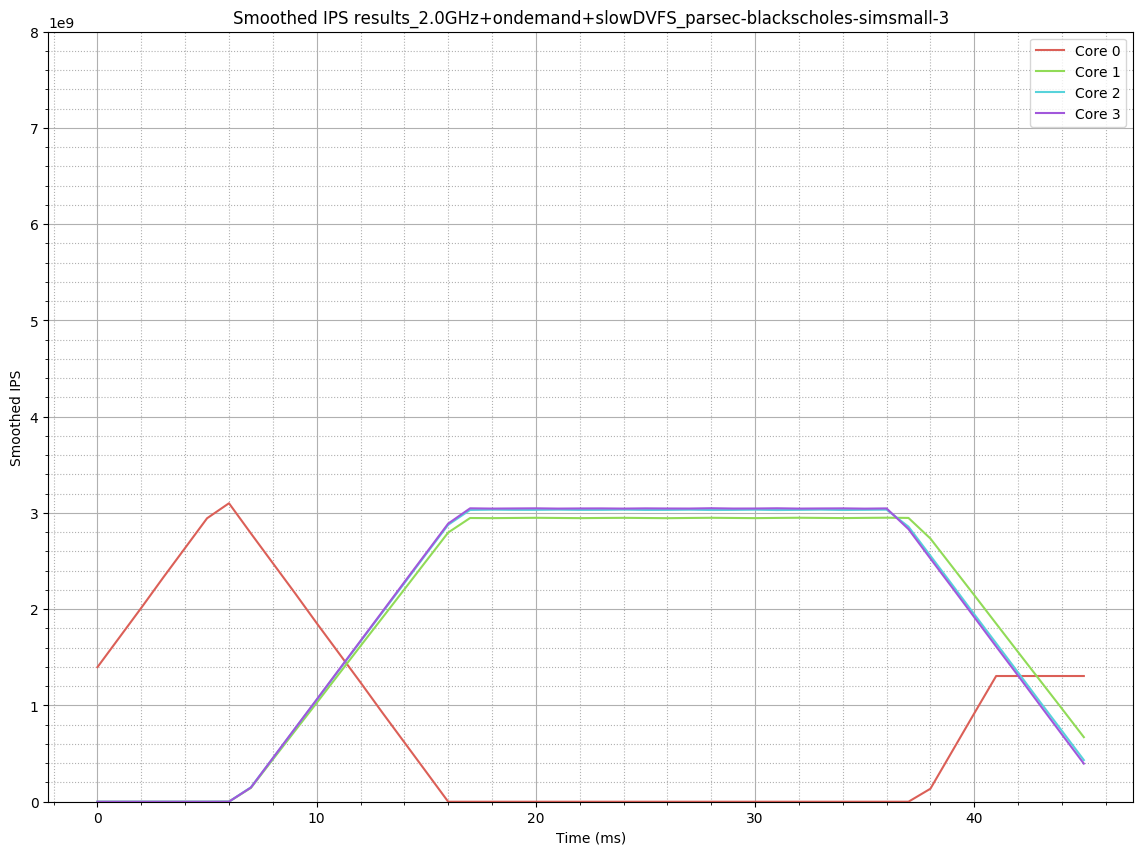 Smoothed IPS results_2.0GHz+ondemand+slowDVFS_parsec-blackscholes-simsmall-3
1e9
8
7
6
5
4
3
2
1
0
Smoothed IPS
Core 0
Core 1
Core 2
Core 3
0 10 20 30 40
Time (ms)